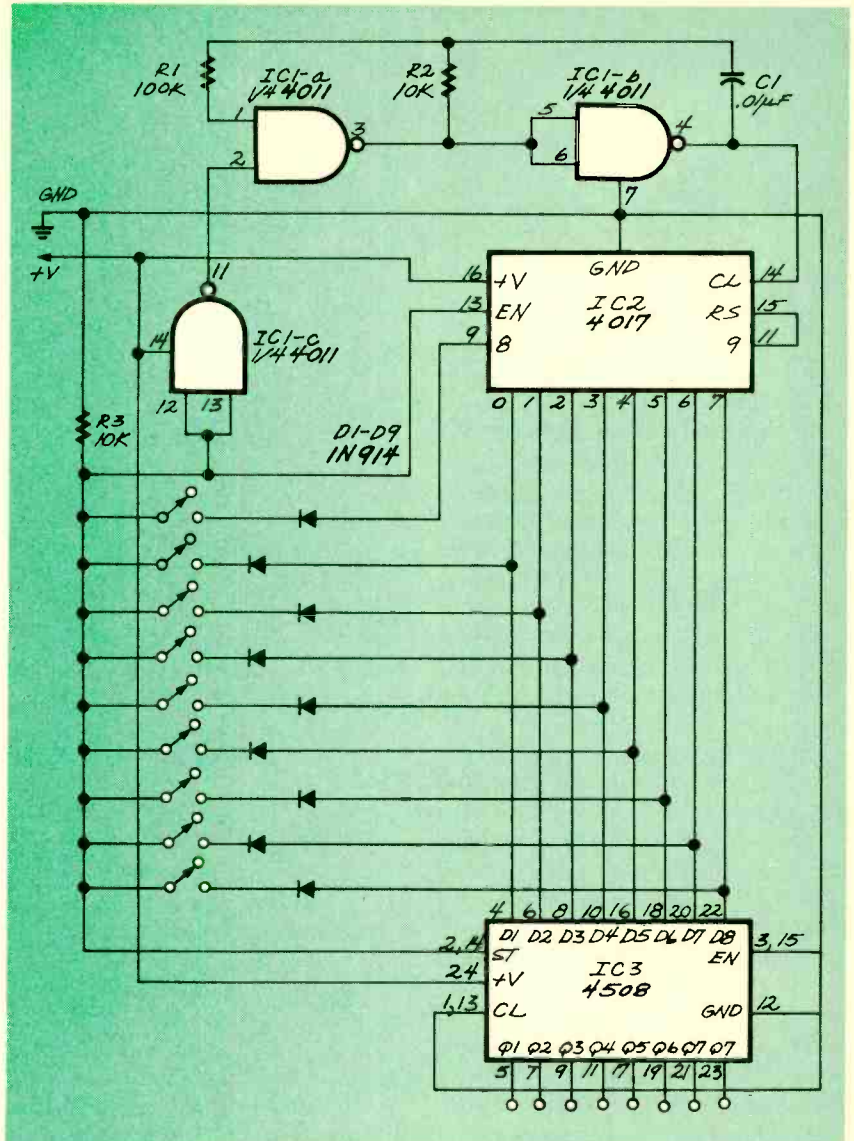 R1
100K
IC1-a
1/4 4011
R2
10K
IC1-b
1/4 4011
C1
.01µF
1
2
3
5
6
4
7
GND
+V
11
14
IC1-c
1/4 4011
12 13
R3
10K
D1-D9
1N914
16 +V
13 EN
9 8
GND
IC2
4017
CL 14
RS 15
9 11
0 1 2 3 4 5 6 7
4 6 8 10 16 18 20 22
D1 D2 D3 D4 D5 D6 D7 D8
2,14 ST
24 +V
1,13 CL
IC3
4508
3,15
EN
GND 12
Q1 Q2 Q3 Q4 Q5 Q6 Q7 Q7
5 7 9 11 17 19 21 23